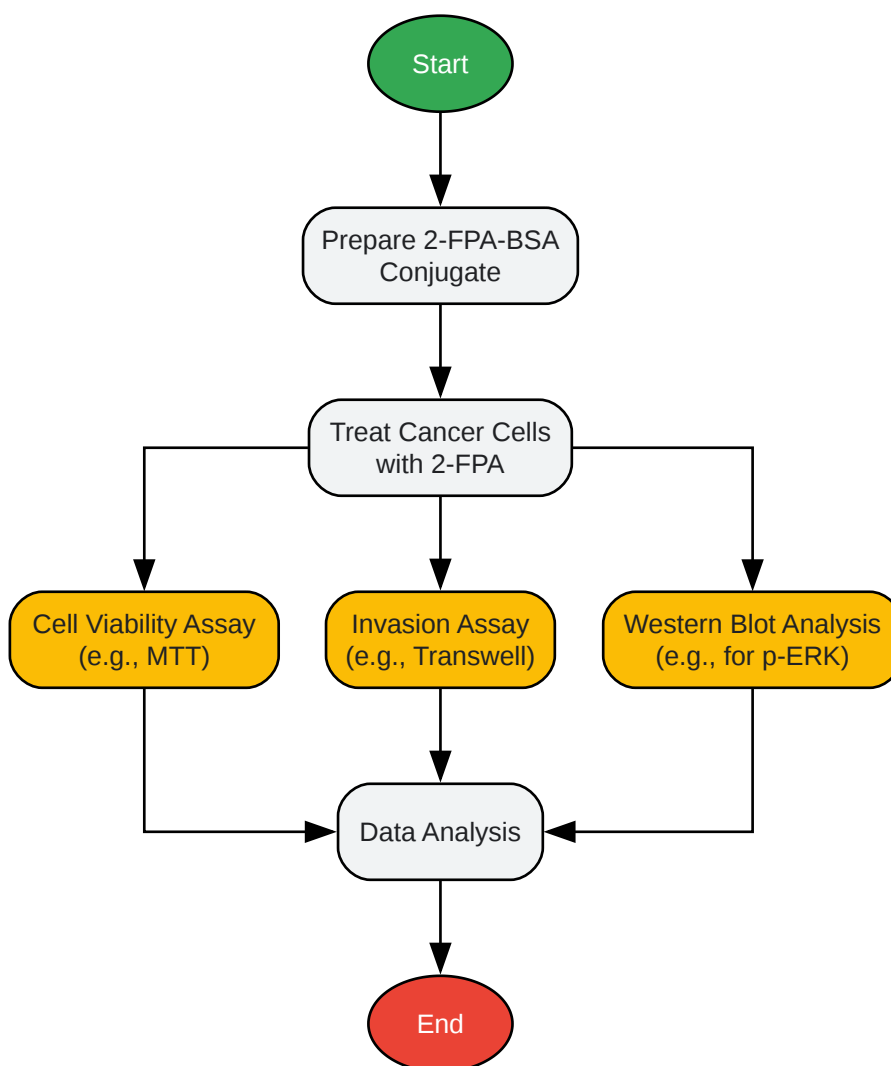 Start
Prepare 2-FPA-BSA
Conjugate
Treat Cancer Cells
with 2-FPA
Cell Viability Assay
(e.g., MTT)
Invasion Assay
(e.g., Transwell)
Western Blot Analysis
(e.g., for p-ERK)
Data Analysis
End